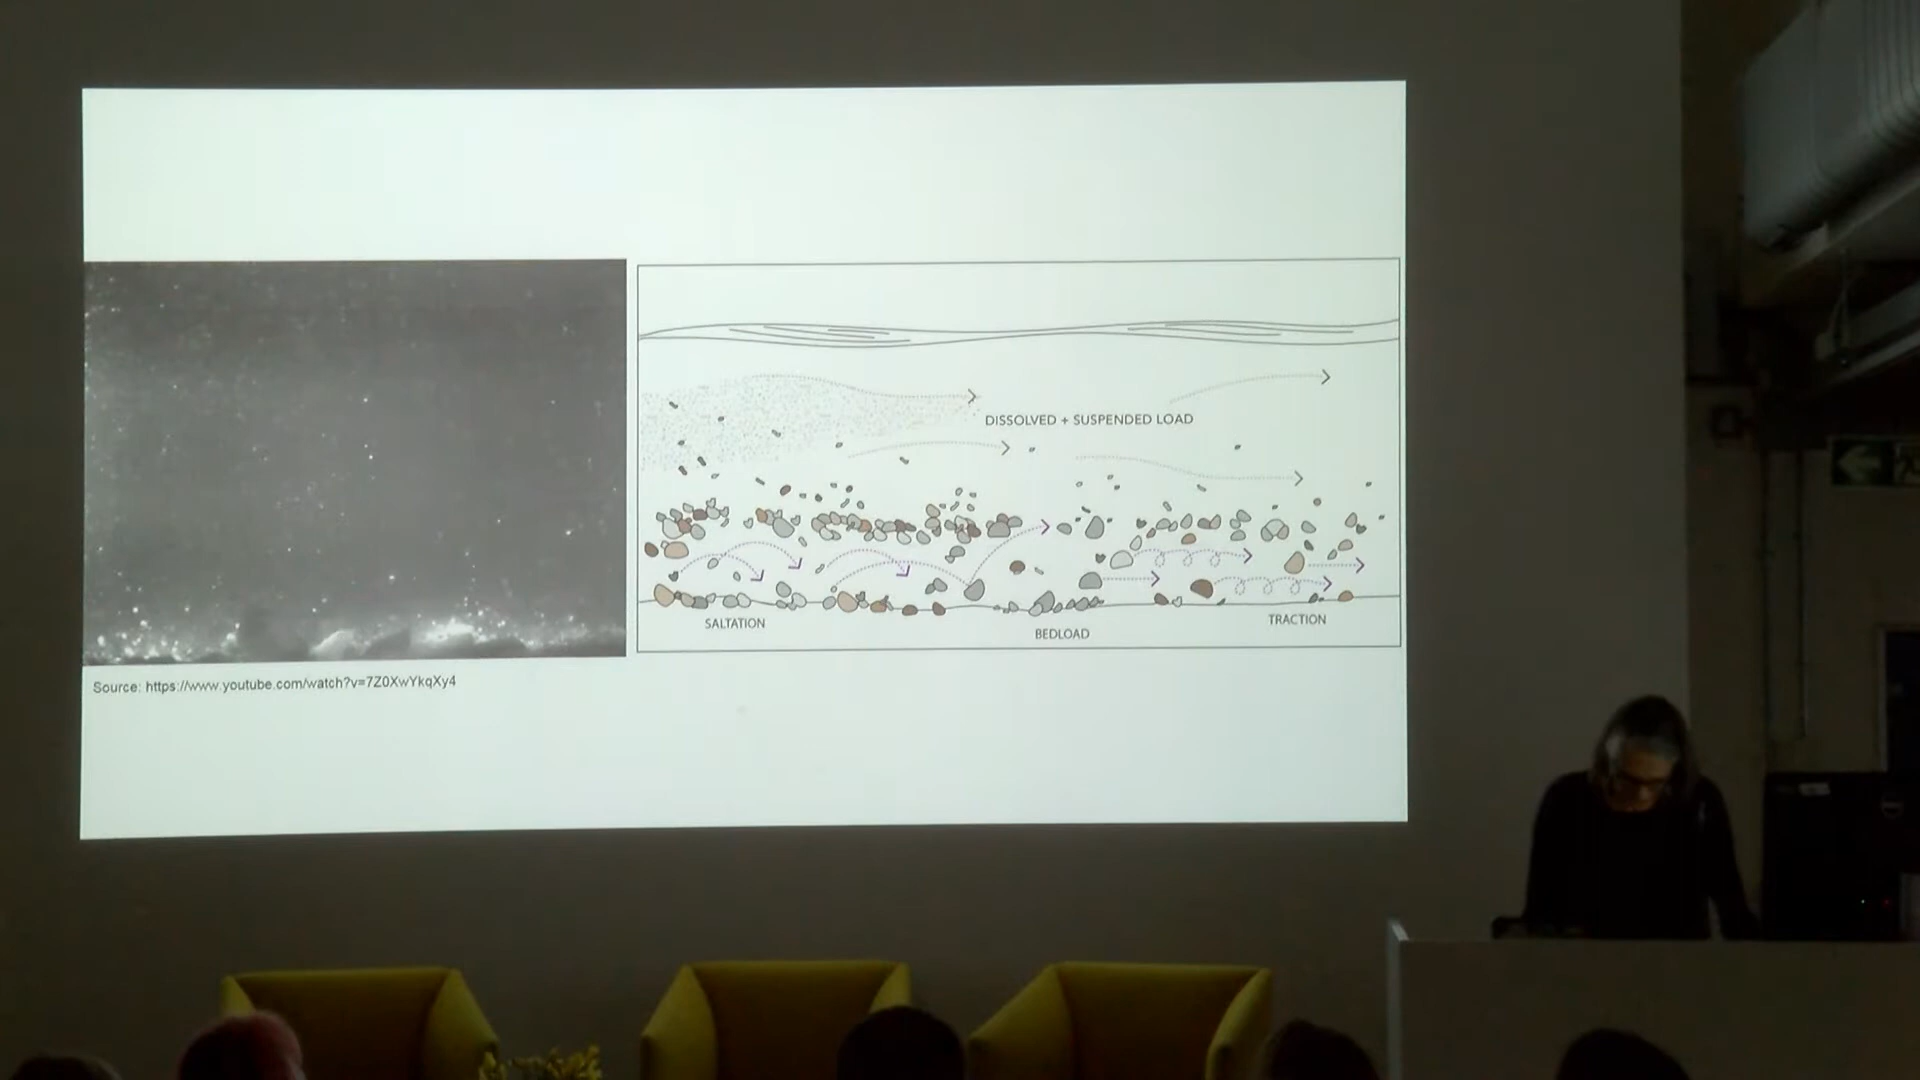 DISSOLVED + SUSPENDED LOAD
SALTATION
BEDLOAD
TRACTION
Source: https://www.youtube.com/watch?v=7Z0XwYkqXy4